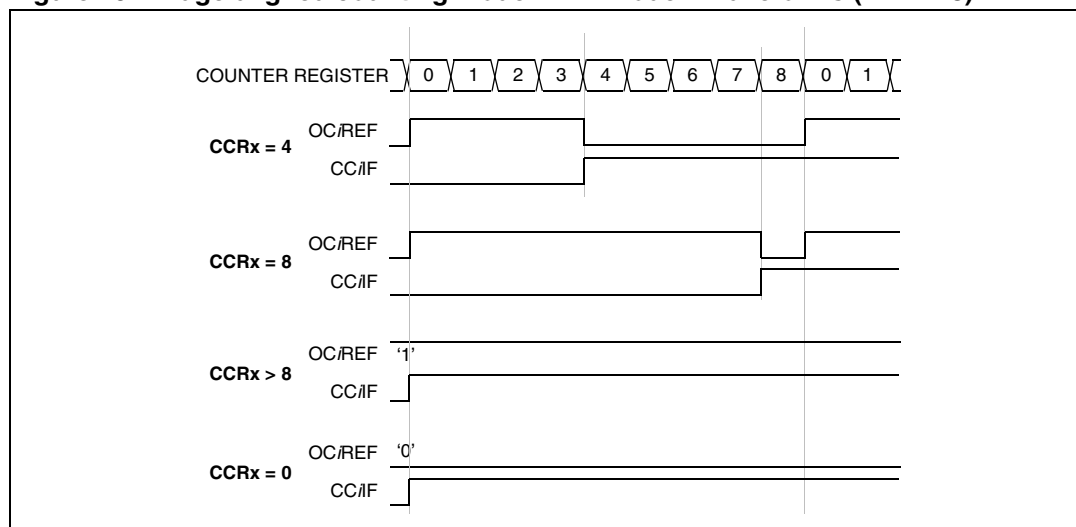 COUNTER REGISTER 0 1 2 3 4 5 6 7 8 0 1
CCRx = 4
OCiREF
CCiIF
CCRx = 8
OCiREF
CCiIF
CCRx > 8
OCiREF ‘1’
CCiIF
CCRx = 0
OCiREF ‘0’
CCiIF